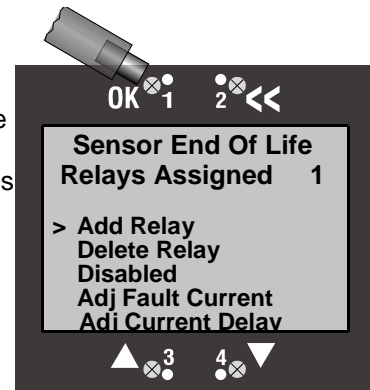 OK 1 2 <<
e
Sensor End Of Life
s
Relays Assigned 1
> Add Relay
Delete Relay
Disabled
Adj Fault Current
Adj Current Delay
3 4